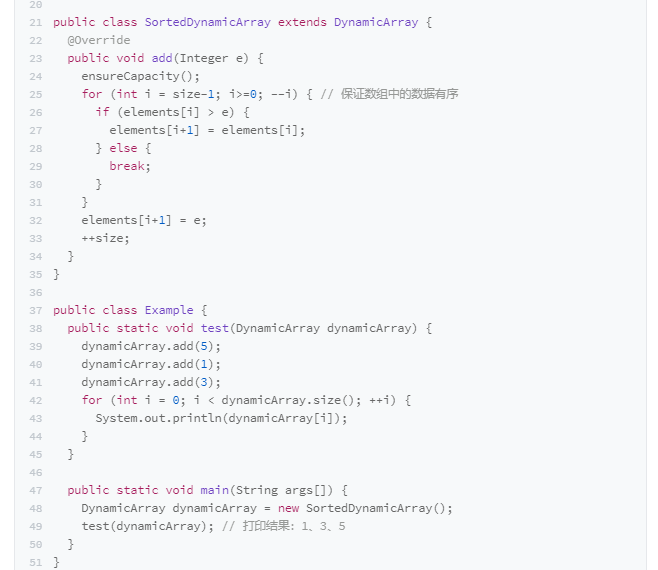 20
21 public class SortedDynamicArray extends DynamicArray {
22   @Override
23   public void add(Integer e) {
24     ensureCapacity();
25     for (int i = size-1; i>=0; --i) { // 保证数组中的数据有序
26       if (elements[i] > e) {
27         elements[i+1] = elements[i];
28       } else {
29         break;
30       }
31     }
32     elements[i+1] = e;
33     ++size;
34   }
35 }
36
37 public class Example {
38   public static void test(DynamicArray dynamicArray) {
39     dynamicArray.add(5);
40     dynamicArray.add(1);
41     dynamicArray.add(3);
42     for (int i = 0; i < dynamicArray.size(); ++i) {
43       System.out.println(dynamicArray[i]);
44     }
45   }
46
47   public static void main(String args[]) {
48     DynamicArray dynamicArray = new SortedDynamicArray();
49     test(dynamicArray); // 打印结果：1、3、5
50   }
51 }